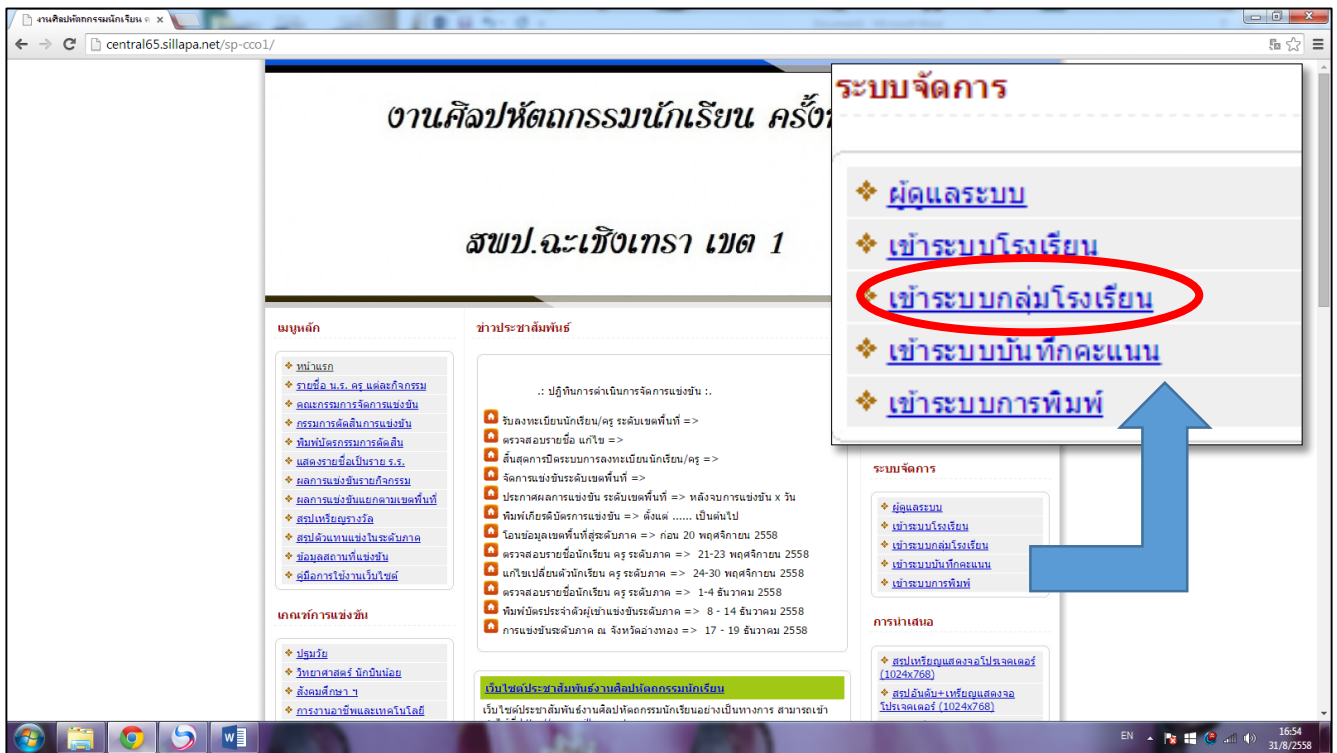 งานศิลปหัตถกรรมนักเรียน ค
central65.sillapa.net/sp-cco1/
งานศิลปหัตถกรรมนักเรียน ครั้ง
สพป.ฉะเชิงเทรา เขต 1
ระบบจัดการ
ผู้ดูแลระบบ
เข้าระบบโรงเรียน
เข้าระบบกลุ่มโรงเรียน
เข้าระบบบันทึกคะแนน
เข้าระบบการพิมพ์
เมนูหลัก
หน้าแรก
รายชื่อ น.ร. ครู แต่ละกิจกรรม
คณะกรรมการจัดการแข่งขัน
กรรมการตัดสินการแข่งขัน
พิมพ์บัตรกรรมการตัดสิน
แสดงรายชื่อเป็นราย ร.ร.
ผลการแข่งขันรายกิจกรรม
ผลการแข่งขันแยกตามเขตพื้นที่
สรุปเหรียญรางวัล
สรุปตัวแทนแข่งในระดับภาค
ข้อมูลสถานที่แข่งขัน
คู่มือการใช้งานเว็บไซต์
เกณฑ์การแข่งขัน
ปฐมวัย
วิทยาศาสตร์ นักบินน้อย
สังคมศึกษา ฯ
การงานอาชีพและเทคโนโลยี
ข่าวประชาสัมพันธ์
.: ปฏิทินการดำเนินการจัดการแข่งขัน :.
รับลงทะเบียนนักเรียน/ครู ระดับเขตพื้นที่ =>
ตรวจสอบรายชื่อ แก้ไข =>
สิ้นสุดการปิดระบบการลงทะเบียนนักเรียน/ครู =>
จัดการแข่งขันระดับเขตพื้นที่ =>
ประกาศผลการแข่งขัน ระดับเขตพื้นที่ => หลังจบการแข่งขัน x วัน
พิมพ์เกียรติบัตรการแข่งขัน => ตั้งแต่ ...... เป็นต้นไป
โอนข้อมูลเขตพื้นที่สู่ระดับภาค => ก่อน 20 พฤศจิกายน 2558
ตรวจสอบรายชื่อนักเรียน ครู ระดับภาค => 21-23 พฤศจิกายน 2558
แก้ไขเปลี่ยนตัวนักเรียน ครู ระดับภาค => 24-30 พฤศจิกายน 2558
ตรวจสอบรายชื่อนักเรียน ครู ระดับภาค => 1-4 ธันวาคม 2558
พิมพ์บัตรประจำตัวผู้เข้าแข่งขันระดับภาค => 8 - 14 ธันวาคม 2558
การแข่งขันระดับภาค ณ จังหวัดอ่างทอง => 17 - 19 ธันวาคม 2558
เว็บไซต์ประชาสัมพันธ์งานศิลปหัตถกรรมนักเรียน
เว็บไซต์ประชาสัมพันธ์งานศิลปหัตถกรรมนักเรียนอย่างเป็นทางการ สามารถเข้า
ระบบจัดการ
ผู้ดูแลระบบ
เข้าระบบโรงเรียน
เข้าระบบกลุ่มโรงเรียน
เข้าระบบบันทึกคะแนน
เข้าระบบการพิมพ์
การนำเสนอ
สรุปเหรียญแสดงจอโปรเจคเตอร์
(1024x768)
สรุปอันดับ+เหรียญแสดงจอ
โปรเจคเตอร์ (1024x768)
EN
16:54
31/8/2558